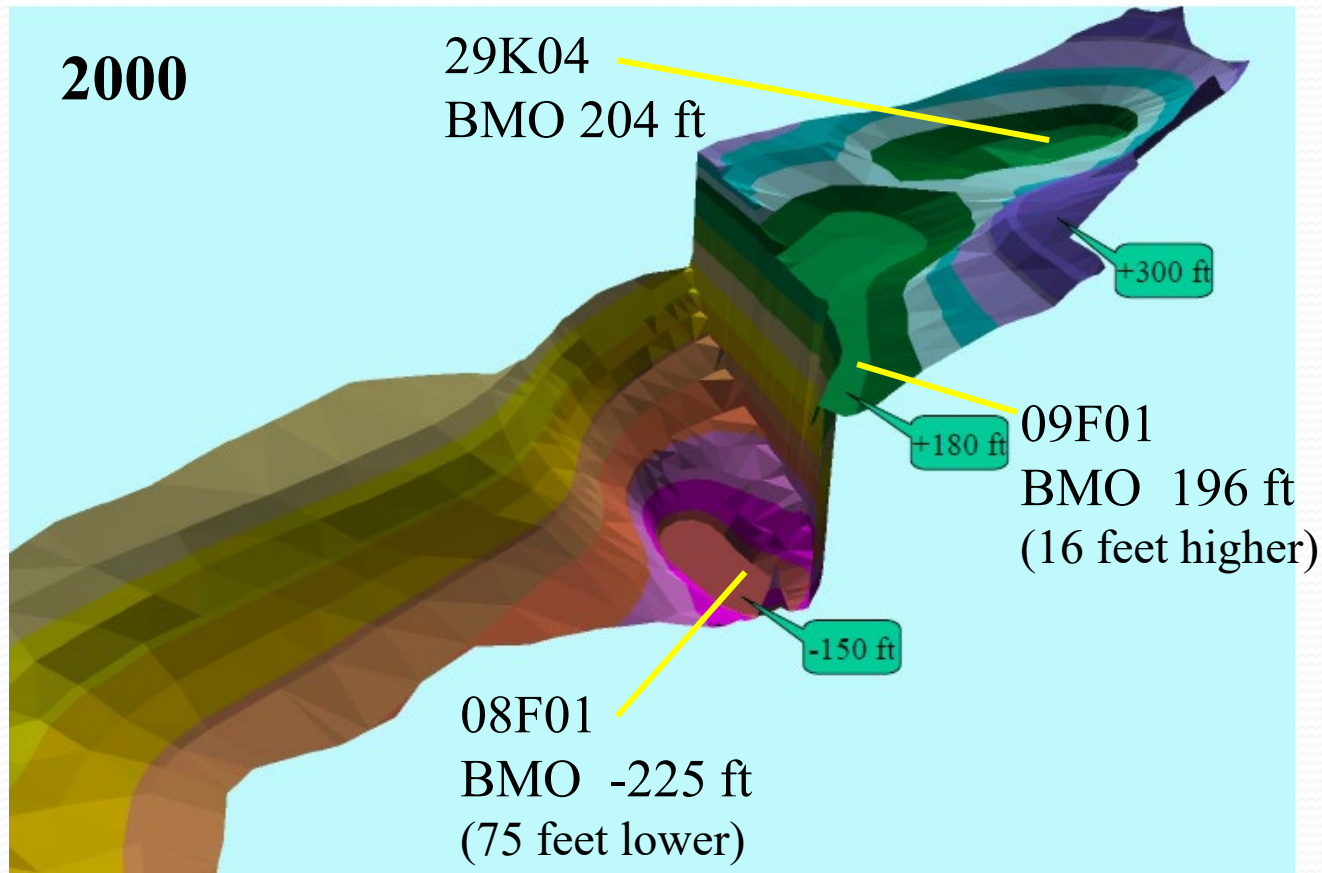 2000
29K04
BMO 204 ft
+300 ft
+180 ft
09F01
BMO 196 ft
(16 feet higher)
-150 ft
08F01
BMO -225 ft
(75 feet lower)